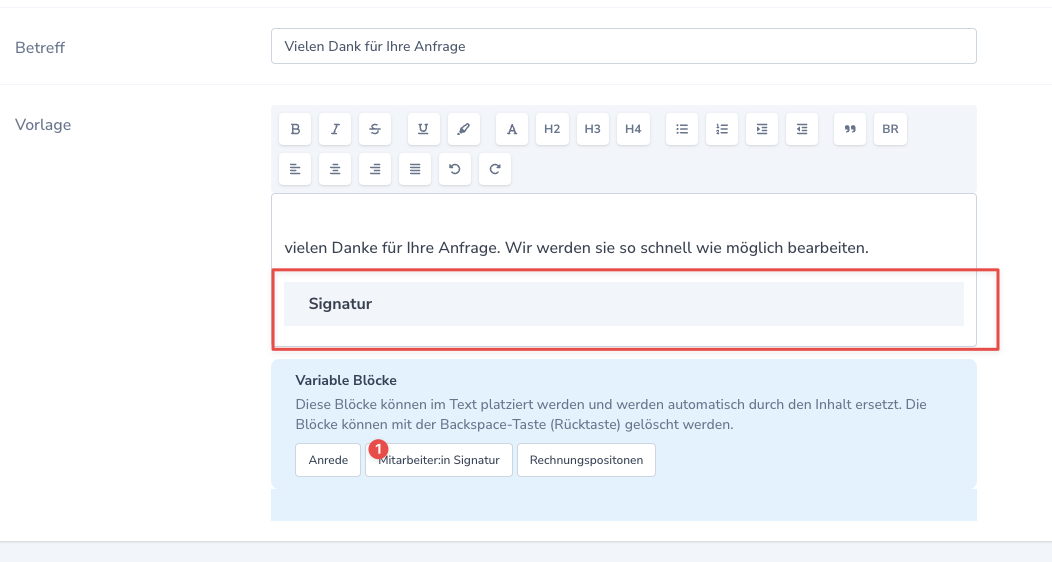 Betreff
Vielen Dank für Ihre Anfrage
Vorlage
B I S U A H2 H3 H4 BR
vielen Danke für Ihre Anfrage. Wir werden sie so schnell wie möglich bearbeiten.
Signatur
Variable Blöcke
Diese Blöcke können im Text platziert werden und werden automatisch durch den Inhalt ersetzt. Die
Blöcke können mit der Backspace-Taste (Rücktaste) gelöscht werden.
1
Anrede Mitarbeiter:in Signatur Rechnungspositonen